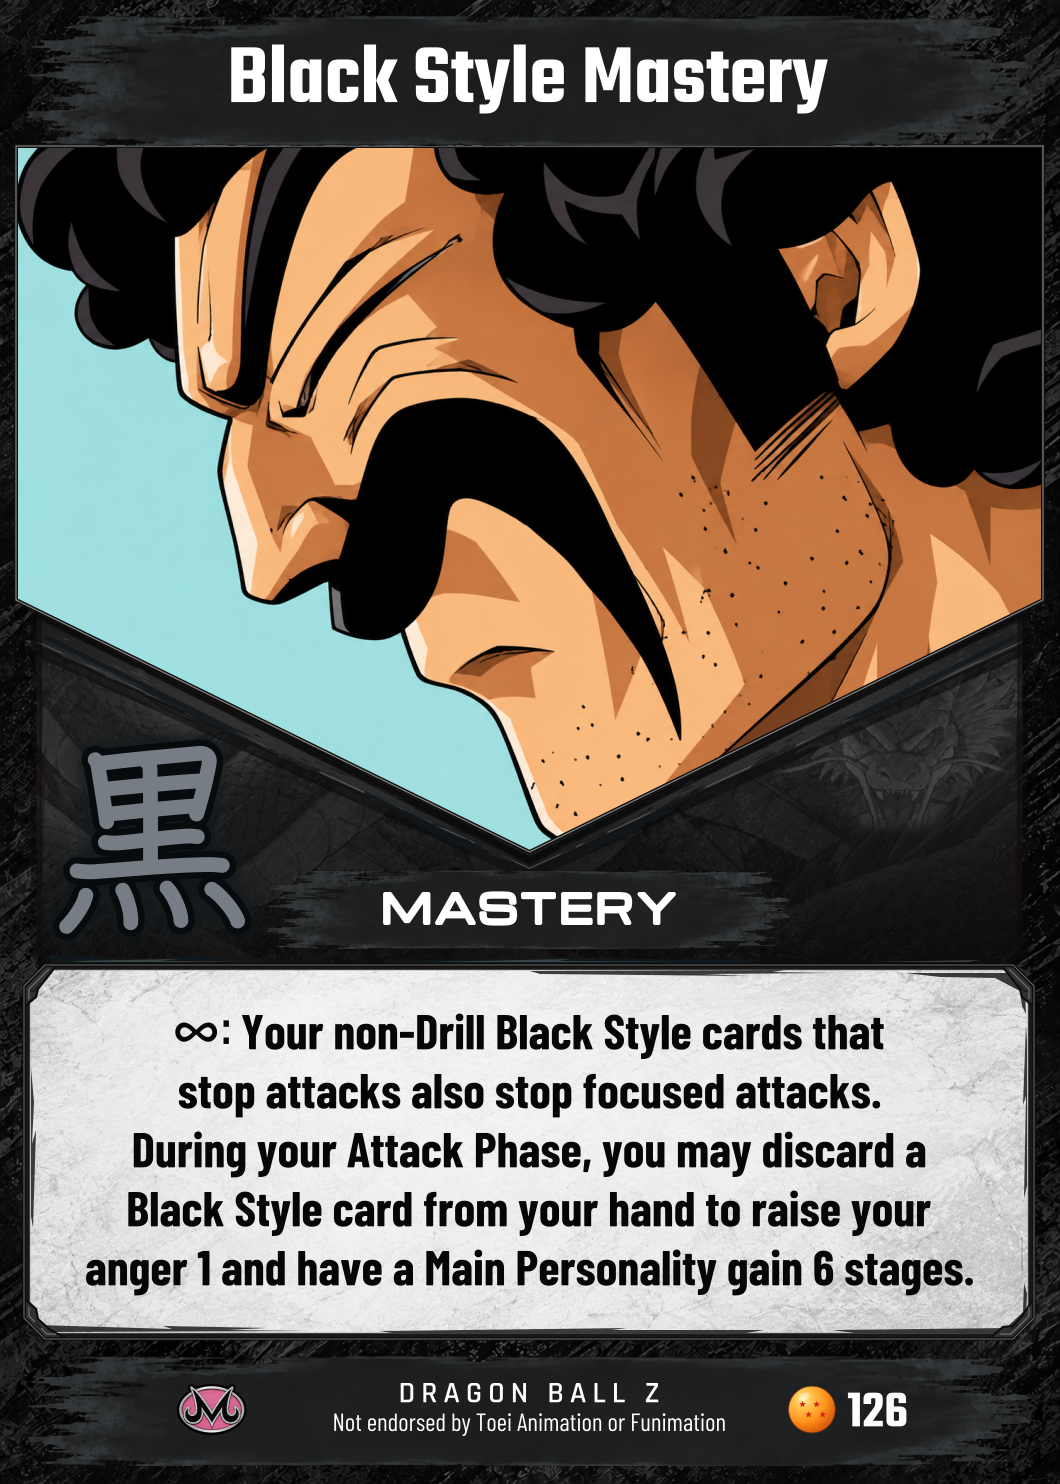 Black Style Mastery
黒
MASTERY
∞: Your non-Drill Black Style cards that
stop attacks also stop focused attacks.
During your Attack Phase, you may discard a
Black Style card from your hand to raise your
anger 1 and have a Main Personality gain 6 stages.
M
DRAGON BALL Z
Not endorsed by Toei Animation or Funimation
126